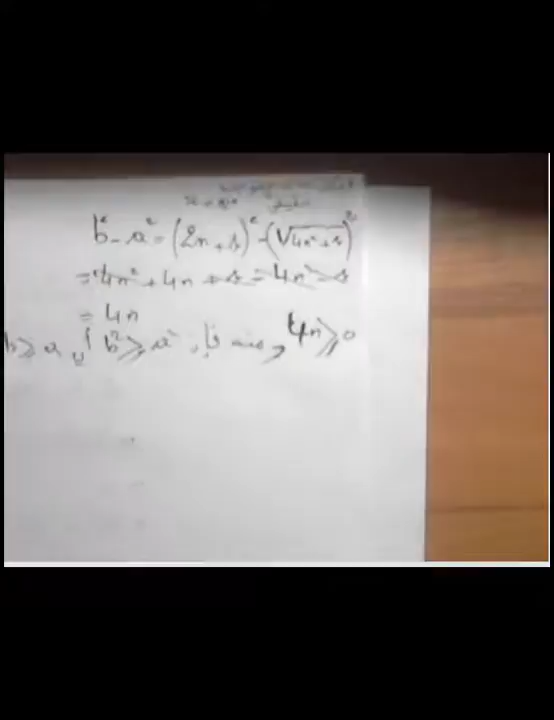 b² - a² = (2n+1)² - (√4n²+1)²
= 4n² + 4n + 1 - 4n² - 1
= 4n
4n ≥ 0 ومنه فإن b² ≥ a² أي b ≥ a